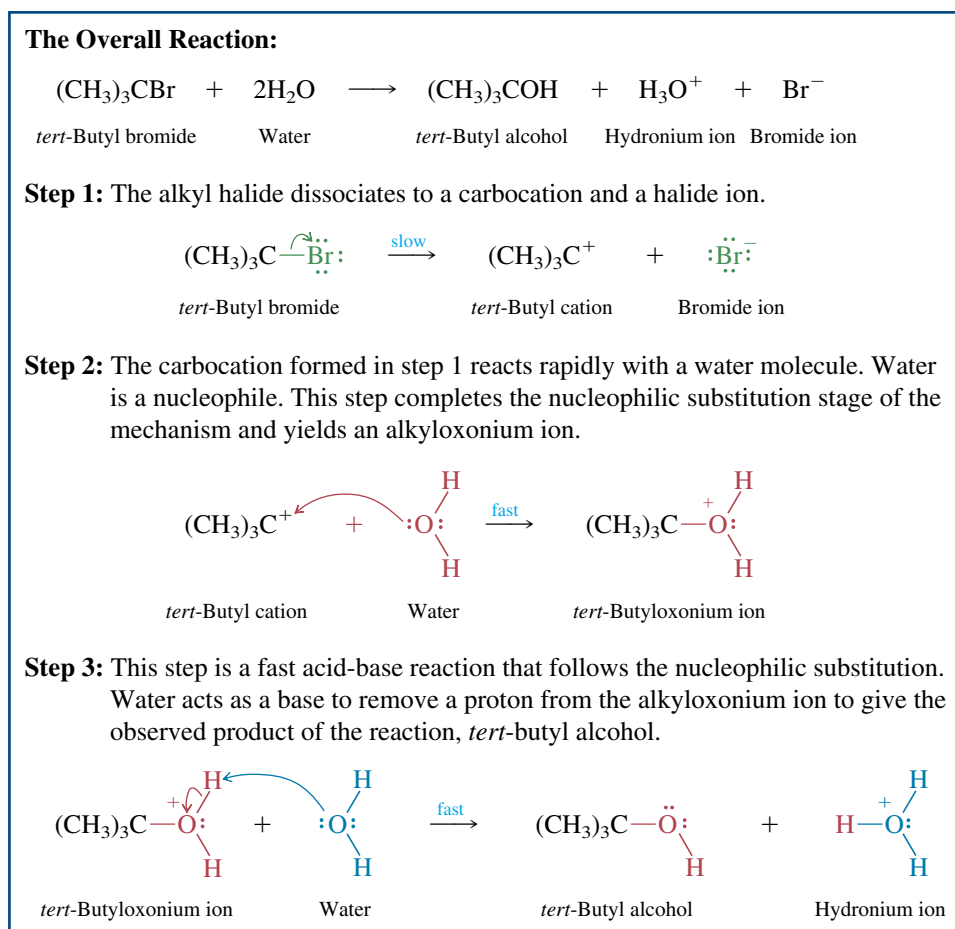 The Overall Reaction:
(CH₃)₃CBr + 2H₂O ⟶ (CH₃)₃COH + H₃O⁺ + Br⁻
tert-Butyl bromide Water tert-Butyl alcohol Hydronium ion Bromide ion
Step 1: The alkyl halide dissociates to a carbocation and a halide ion.
slow
(CH₃)₃C—Br: ⟶ (CH₃)₃C⁺ + :Br:⁻
tert-Butyl bromide tert-Butyl cation Bromide ion
Step 2: The carbocation formed in step 1 reacts rapidly with a water molecule. Water
is a nucleophile. This step completes the nucleophilic substitution stage of the
mechanism and yields an alkyloxonium ion.
H H
fast +
(CH₃)₃C⁺ + :O: ⟶ (CH₃)₃C—O:
H H
tert-Butyl cation Water tert-Butyloxonium ion
Step 3: This step is a fast acid-base reaction that follows the nucleophilic substitution.
Water acts as a base to remove a proton from the alkyloxonium ion to give the
observed product of the reaction, tert-butyl alcohol.
H H H
+ fast +
(CH₃)₃C—O: + :O: ⟶ (CH₃)₃C—O: + H—O:
H H H H
tert-Butyloxonium ion Water tert-Butyl alcohol Hydronium ion